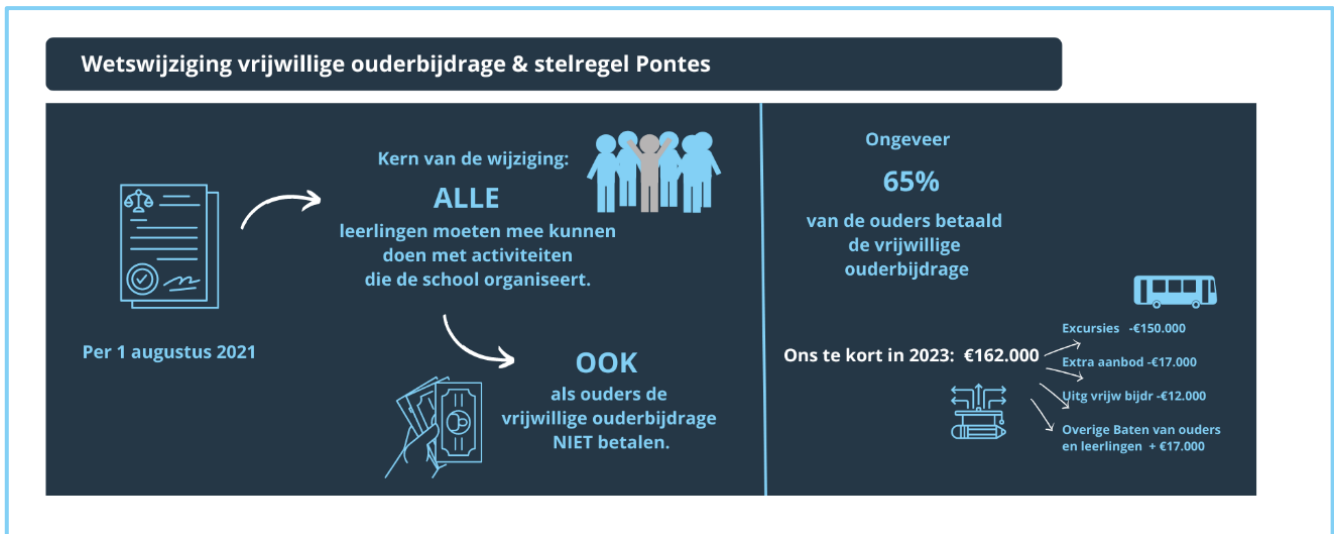 Wetswijziging vrijwillige ouderbijdrage & stelregel Pontes
Per 1 augustus 2021
Kern van de wijziging:
ALLE
leerlingen moeten mee kunnen
doen met activiteiten
die de school organiseert.
OOK
als ouders de
vrijwillige ouderbijdrage
NIET betalen.
Ongeveer
65%
van de ouders betaald
de vrijwillige
ouderbijdrage
Ons te kort in 2023: €162.000
Excursies -€150.000
Extra aanbod -€17.000
Uitg vrijw bijdr -€12.000
Overige Baten van ouders
en leerlingen + €17.000